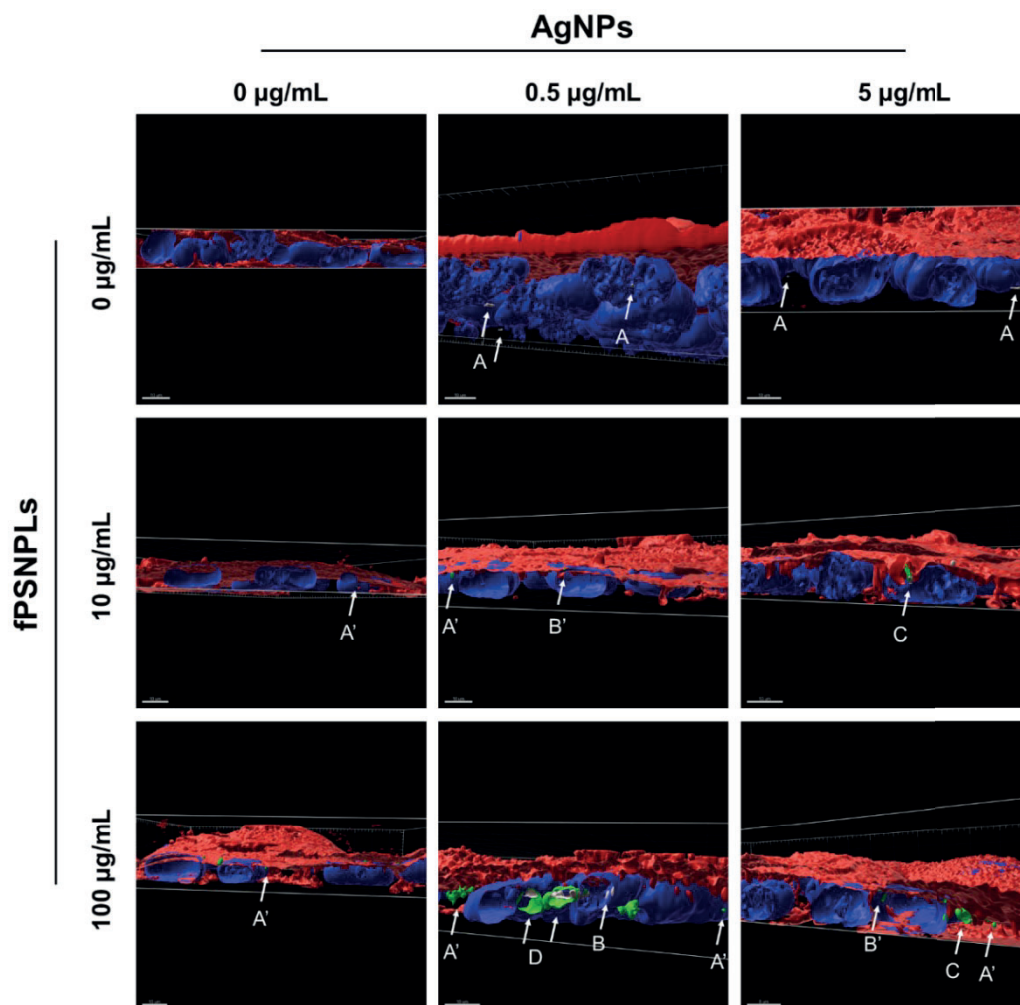 AgNPs
0 µg/mL
0.5 µg/mL
5 µg/mL
fPSNPLs
0 µg/mL
A
A
A
A
10 µg/mL
A'
A'
B'
C
100 µg/mL
A'
A'
D
B
A'
B'
C
A'